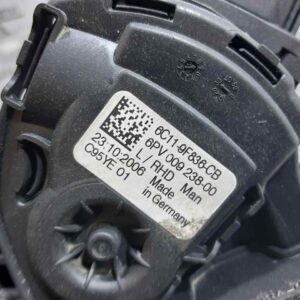 6C11-9F836-CB
6PV 009 238-00
L / RHD Man
23.10.2006 Made
C95YE 01 in Germany